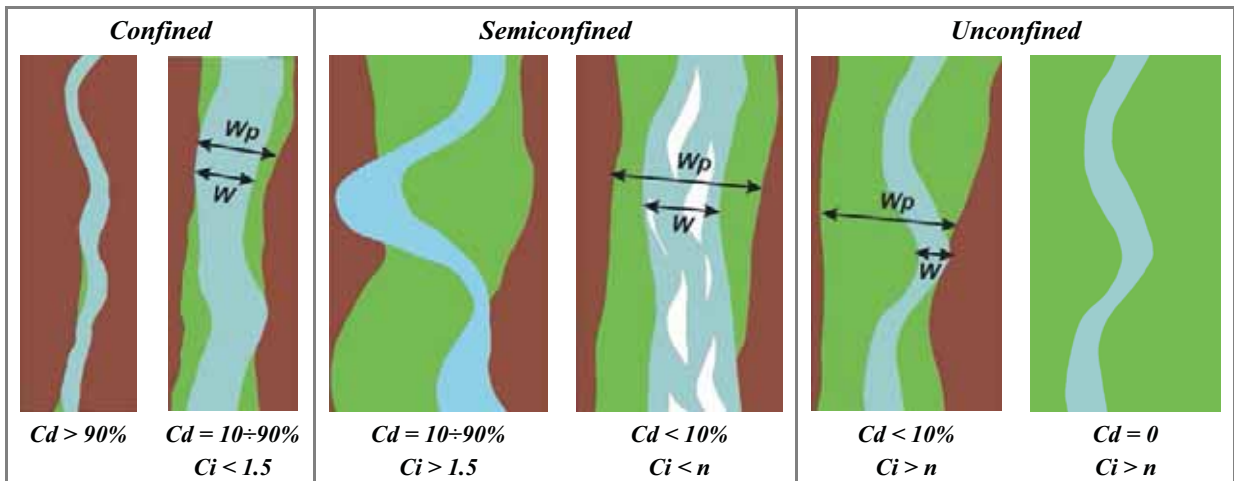 Confined
Semiconfined
Unconfined
Wp
W
Wp
W
Wp
W
Cd > 90%
Cd = 10÷90%
Ci < 1.5
Cd = 10÷90%
Ci > 1.5
Cd < 10%
Ci < n
Cd < 10%
Ci > n
Cd = 0
Ci > n